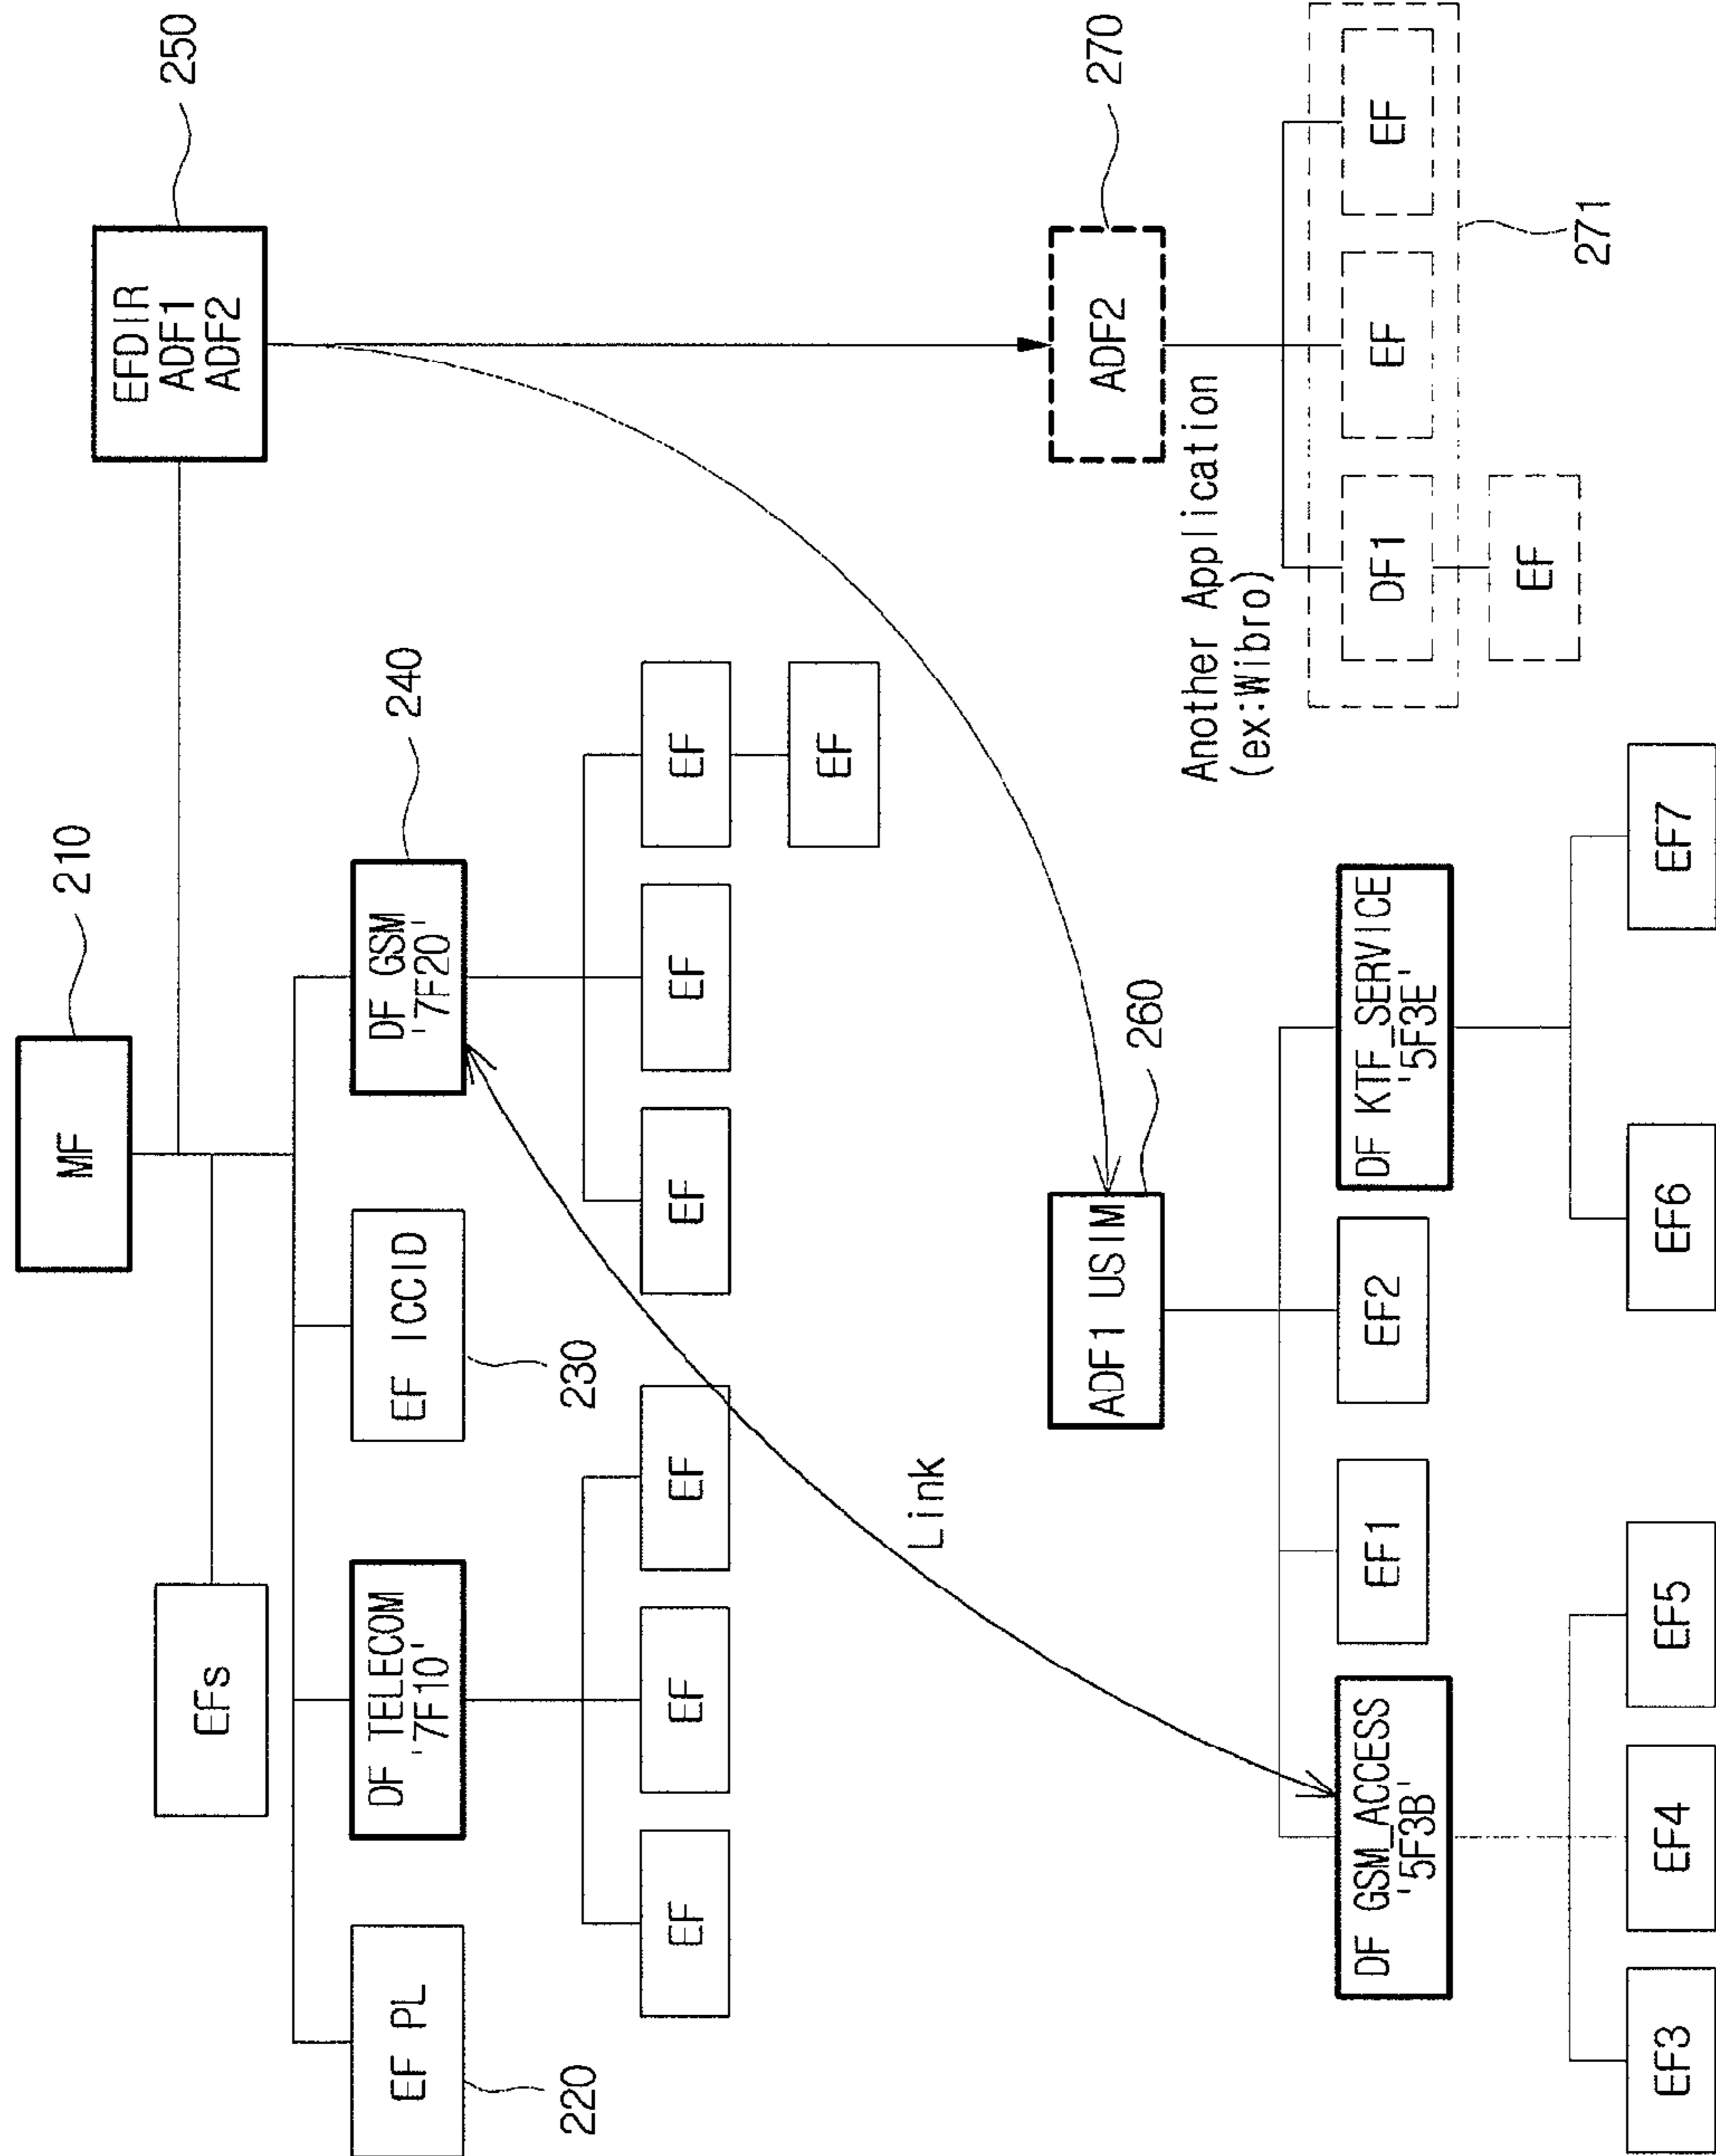 MF
210
EFDIR
ADF1
ADF2
250
EFs
EF PL
220
DF TELECOM
'7F10'
EF ICCID
230
DF GSM
'7F20'
240
EF
EF
EF
EF
EF
EF
EF
Link
ADF1 USIM
260
ADF2
270
Another Application
(ex:Wibro)
DF GSM_ACCESS
'5F3B'
EF1
EF2
DF KTF_SERVICE
'5F3E'
DF1
EF
EF
271
EF
EF3
EF4
EF5
EF6
EF7